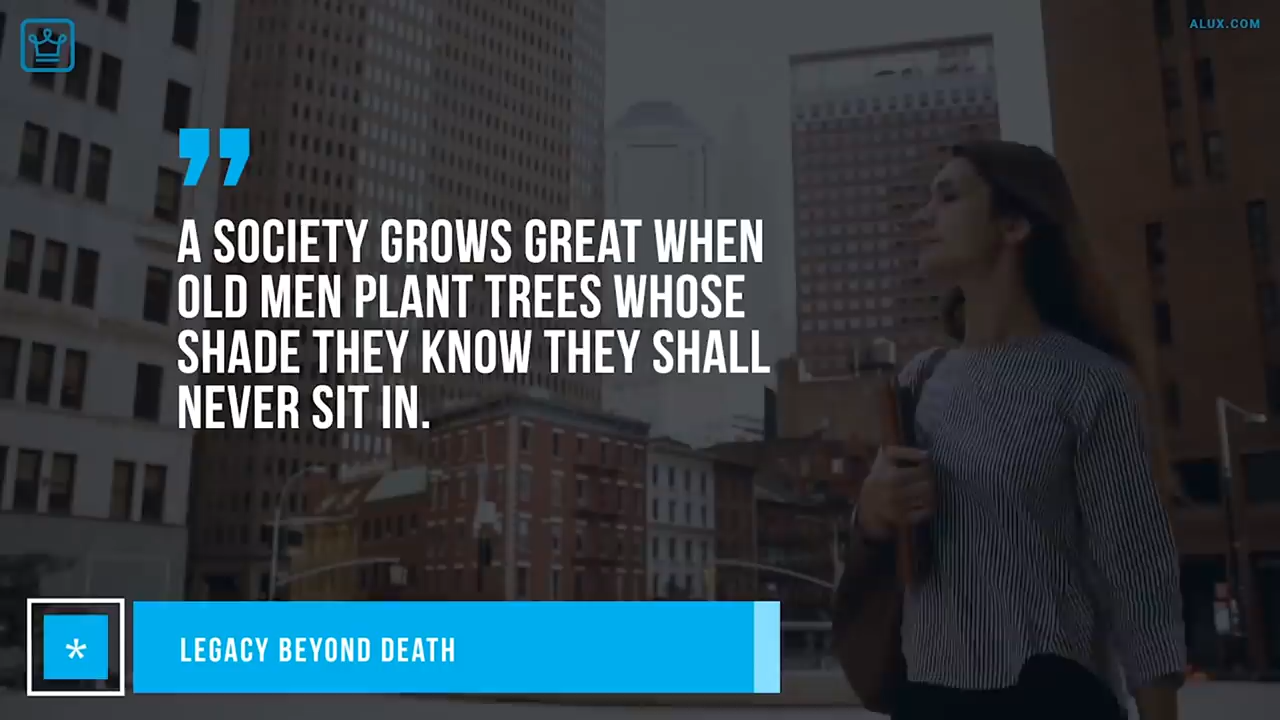 ALUX.COM
”
A SOCIETY GROWS GREAT WHEN
OLD MEN PLANT TREES WHOSE
SHADE THEY KNOW THEY SHALL
NEVER SIT IN.
* LEGACY BEYOND DEATH